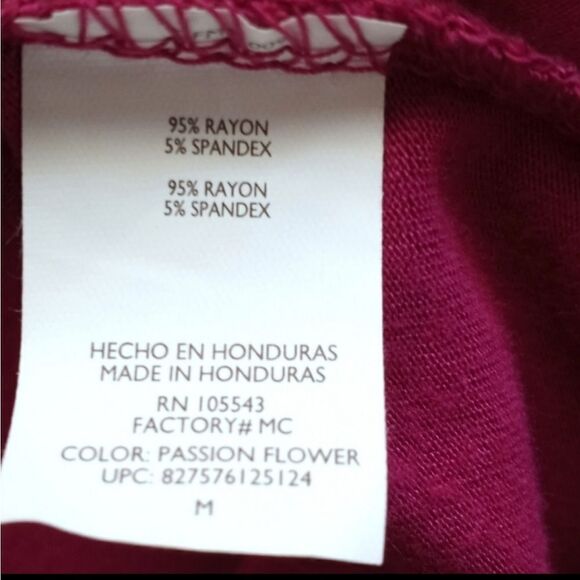 95% RAYON
5% SPANDEX
95% RAYON
5% SPANDEX
HECHO EN HONDURAS
MADE IN HONDURAS
RN 105543
FACTORY# MC
COLOR: PASSION FLOWER
UPC: 827576125124
M